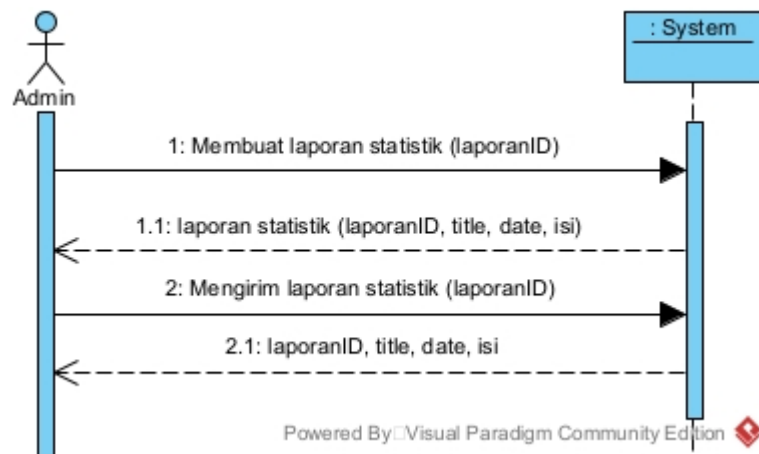 : System
Admin
1: Membuat laporan statistik (laporanID)
1.1: laporan statistik (laporanID, title, date, isi)
2: Mengirim laporan statistik (laporanID)
2.1: laporanID, title, date, isi
Powered By Visual Paradigm Community Edition